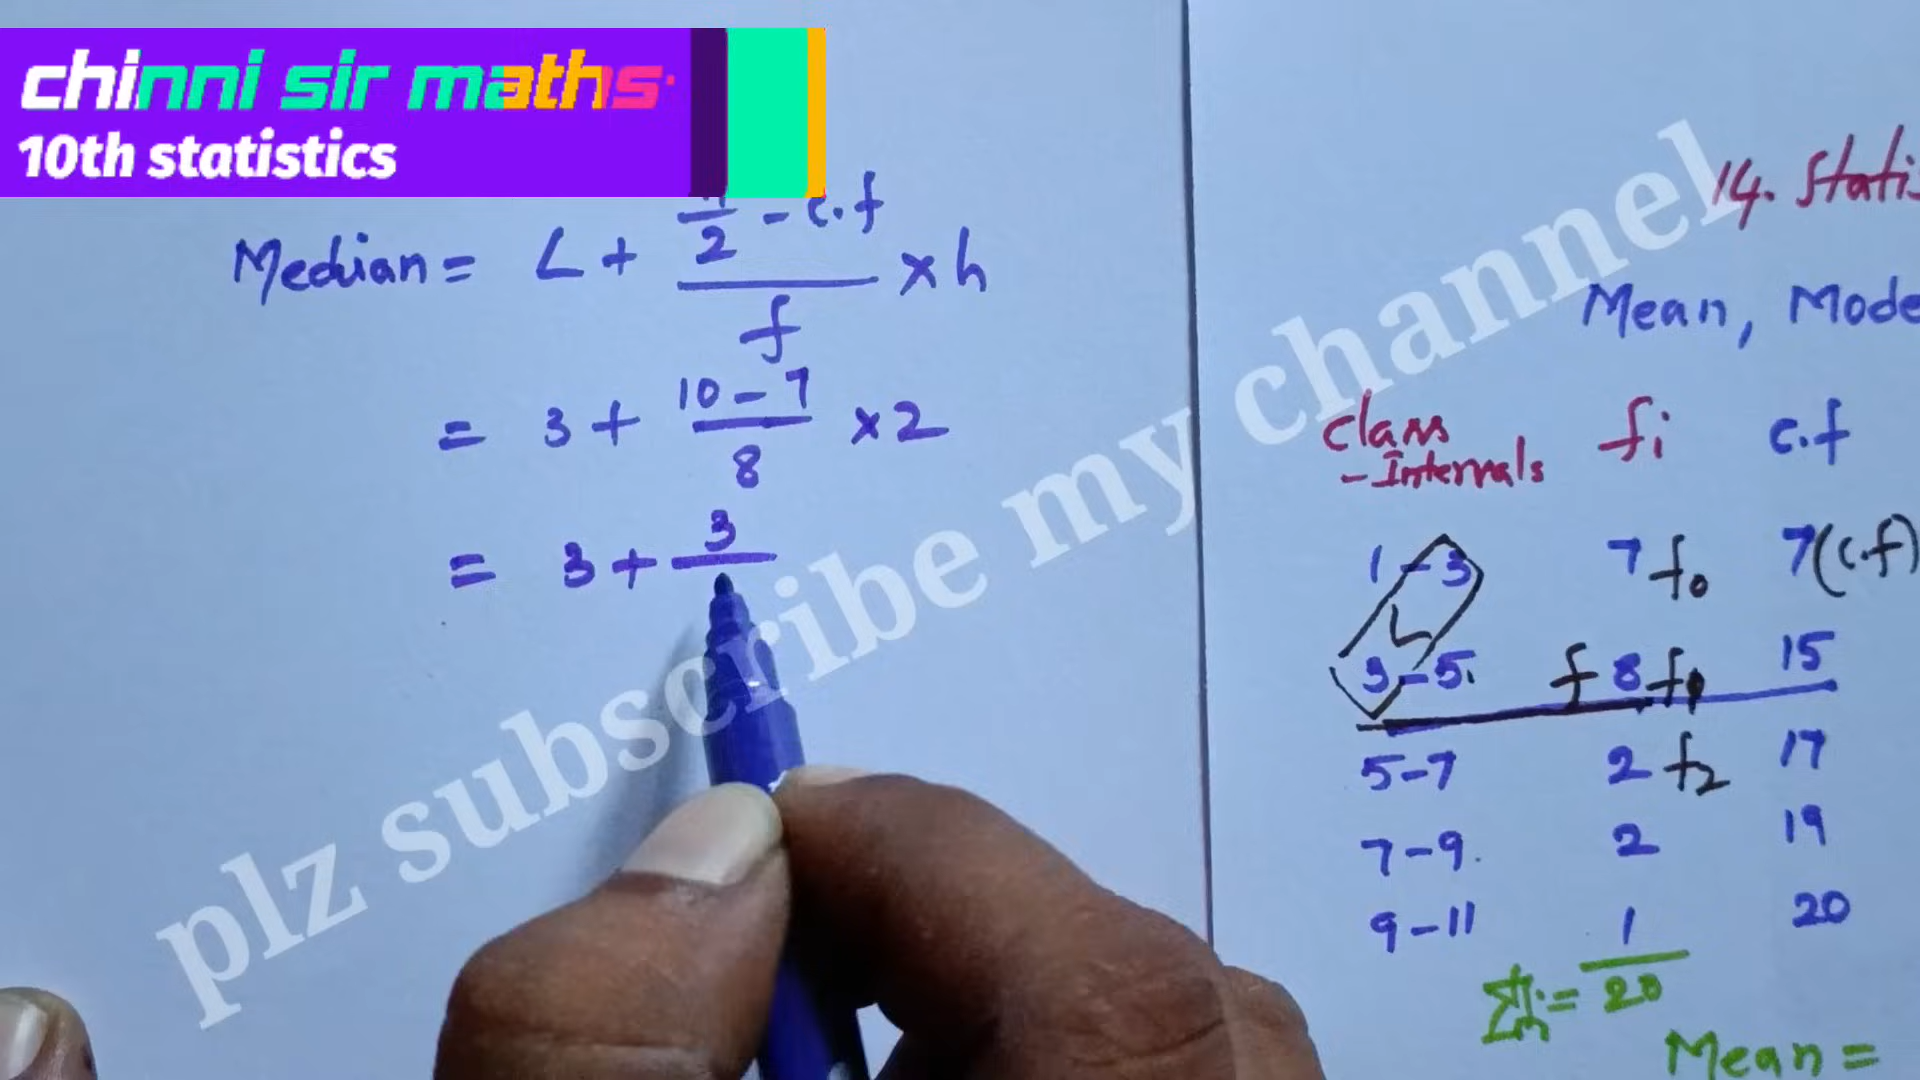 chinni sir maths.
10th statistics
Median = L + n/2 - c.f / f × h
= 3 + 10 - 7 / 8 × 2
= 3 + 3 /
plz subscribe my channel
14. Statis
Mean, Mode
Class - Intervals fi c.f
1 - 3 7 f0 7(c.f)
L
3 - 5. f 8 f1 15
5 - 7 2 f2 17
7 - 9. 2 19
9 - 11 1 20
= 20
Mean =